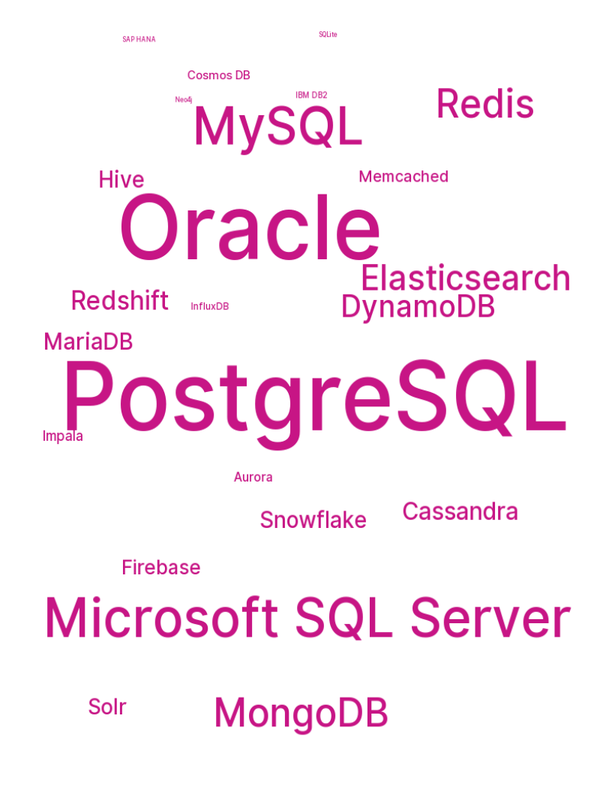 SQLite
SAP HANA
Cosmos DB
IBM DB2
Neo4j
Redis
MySQL
Memcached
Hive
Oracle
Elasticsearch
Redshift
InfluxDB
DynamoDB
MariaDB
PostgreSQL
Impala
Aurora
Cassandra
Snowflake
Firebase
Microsoft SQL Server
Solr
MongoDB